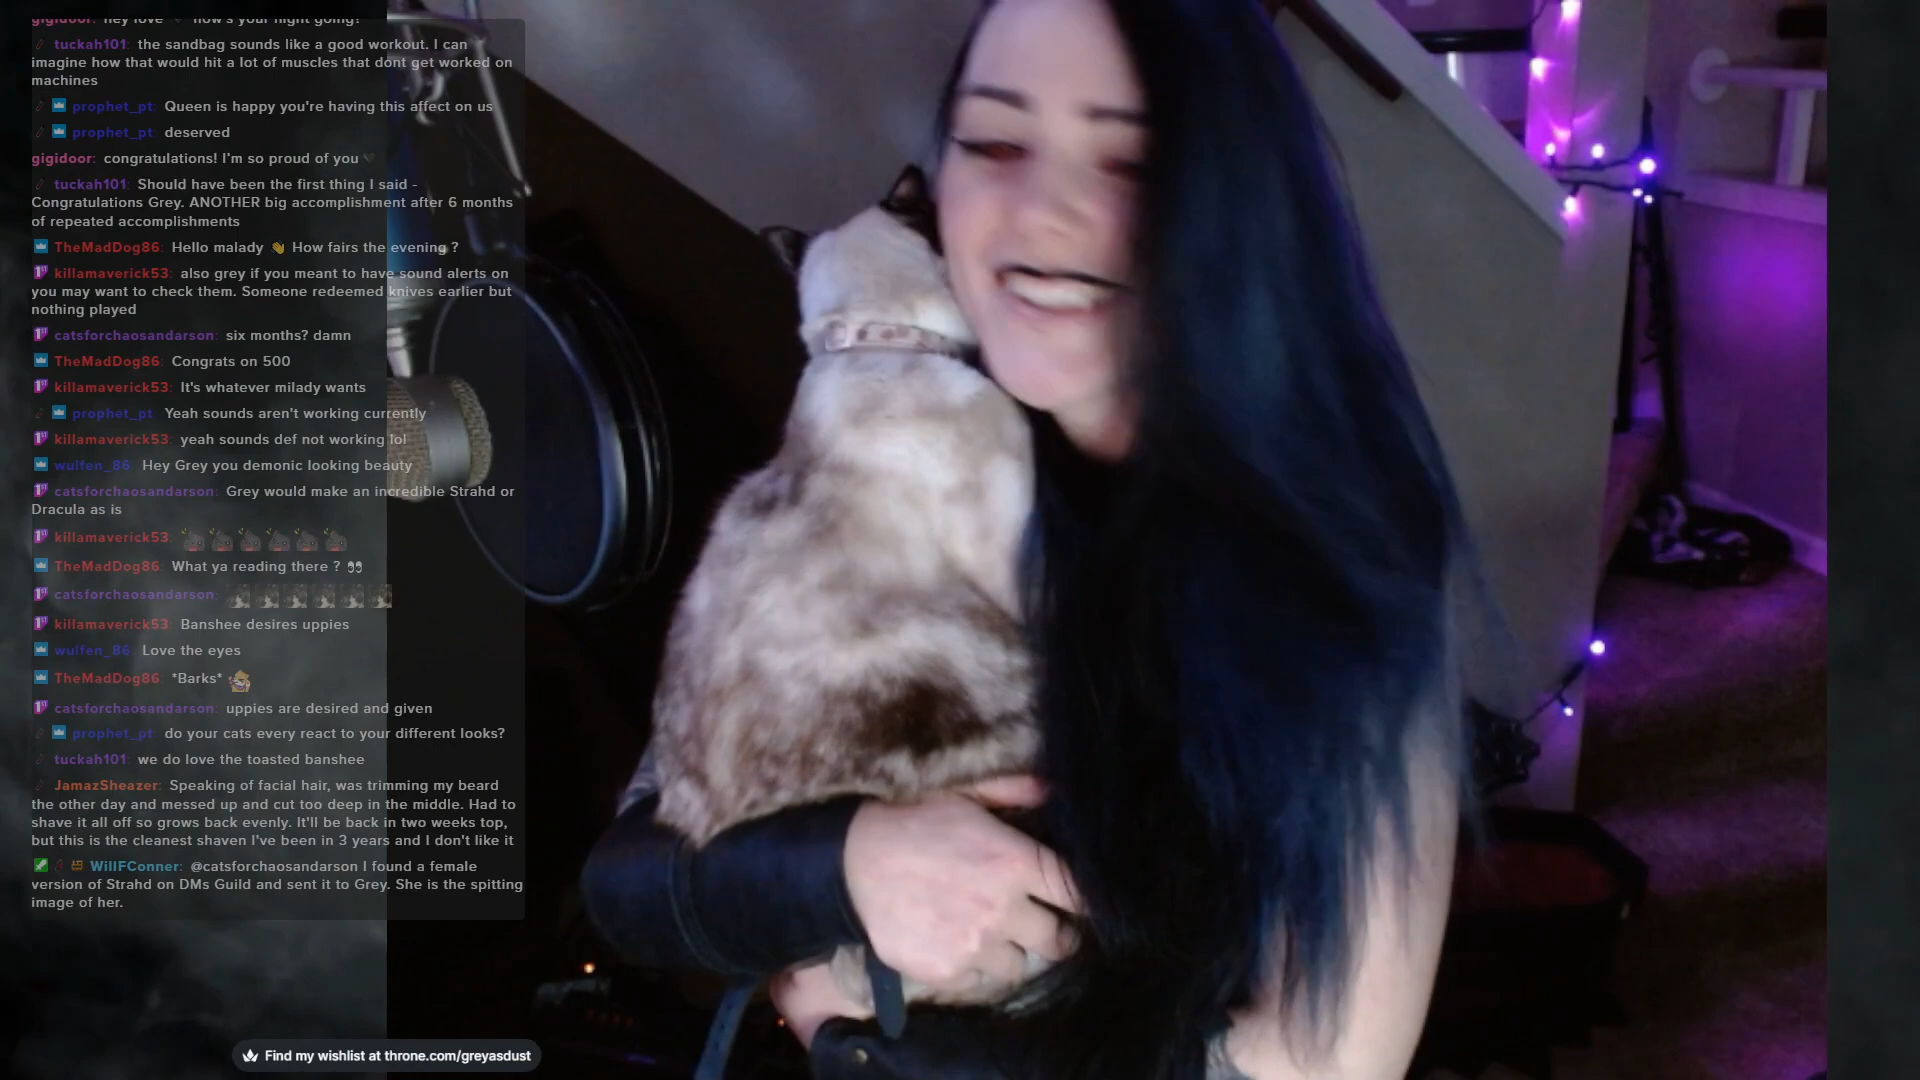 gigidoor: hey love how's your night going?
tuckah101: the sandbag sounds like a good workout. I can
imagine how that would hit a lot of muscles that dont get worked on
machines
prophet_pt: Queen is happy you're having this affect on us
prophet_pt: deserved
gigidoor: congratulations! I'm so proud of you
tuckah101: Should have been the first thing I said -
Congratulations Grey. ANOTHER big accomplishment after 6 months
of repeated accomplishments
TheMadDog86: Hello malady 👋 How fairs the evening ?
killamaverick53: also grey if you meant to have sound alerts on
you may want to check them. Someone redeemed knives earlier but
nothing played
catsforchaosandarson: six months? damn
TheMadDog86: Congrats on 500
killamaverick53: It's whatever milady wants
prophet_pt: Yeah sounds aren't working currently
killamaverick53: yeah sounds def not working lol
wulfen_86: Hey Grey you demonic looking beauty
catsforchaosandarson: Grey would make an incredible Strahd or
Dracula as is
killamaverick53:
TheMadDog86: What ya reading there ? 👀
catsforchaosandarson:
killamaverick53: Banshee desires uppies
wulfen_86: Love the eyes
TheMadDog86: *Barks*
catsforchaosandarson: uppies are desired and given
prophet_pt: do your cats every react to your different looks?
tuckah101: we do love the toasted banshee
JamazSheazer: Speaking of facial hair, was trimming my beard
the other day and messed up and cut too deep in the middle. Had to
shave it all off so grows back evenly. It'll be back in two weeks top,
but this is the cleanest shaven I've been in 3 years and I don't like it
WillFConner: @catsforchaosandarson I found a female
version of Strahd on DMs Guild and sent it to Grey. She is the spitting
image of her.
Find my wishlist at throne.com/greyasdust